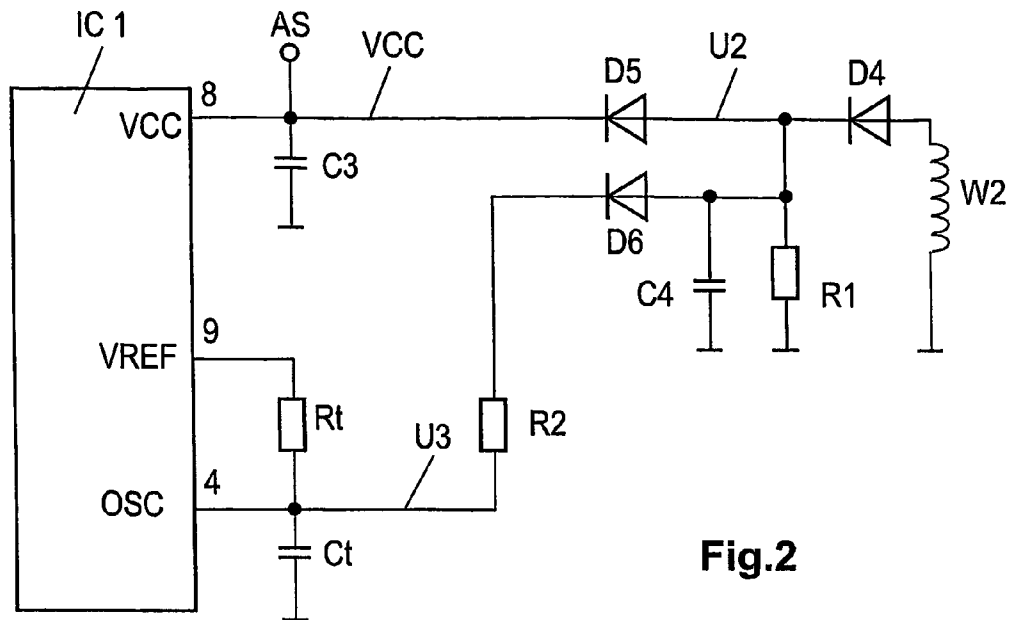 IC 1
AS
VCC
D5
U2
D4
8
VCC
C3
D6
W2
C4
R1
9
VREF
Rt
R2
U3
4
OSC
Ct
Fig.2